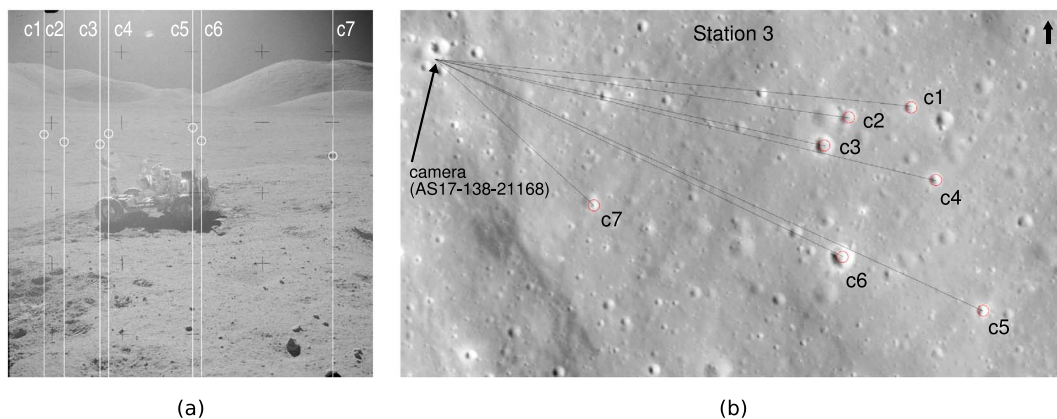 c1 c2 c3 c4 c5 c6 c7
Station 3
c1
c2
c3
c4
camera
(AS17-138-21168)
c7
c6
c5
(a) (b)